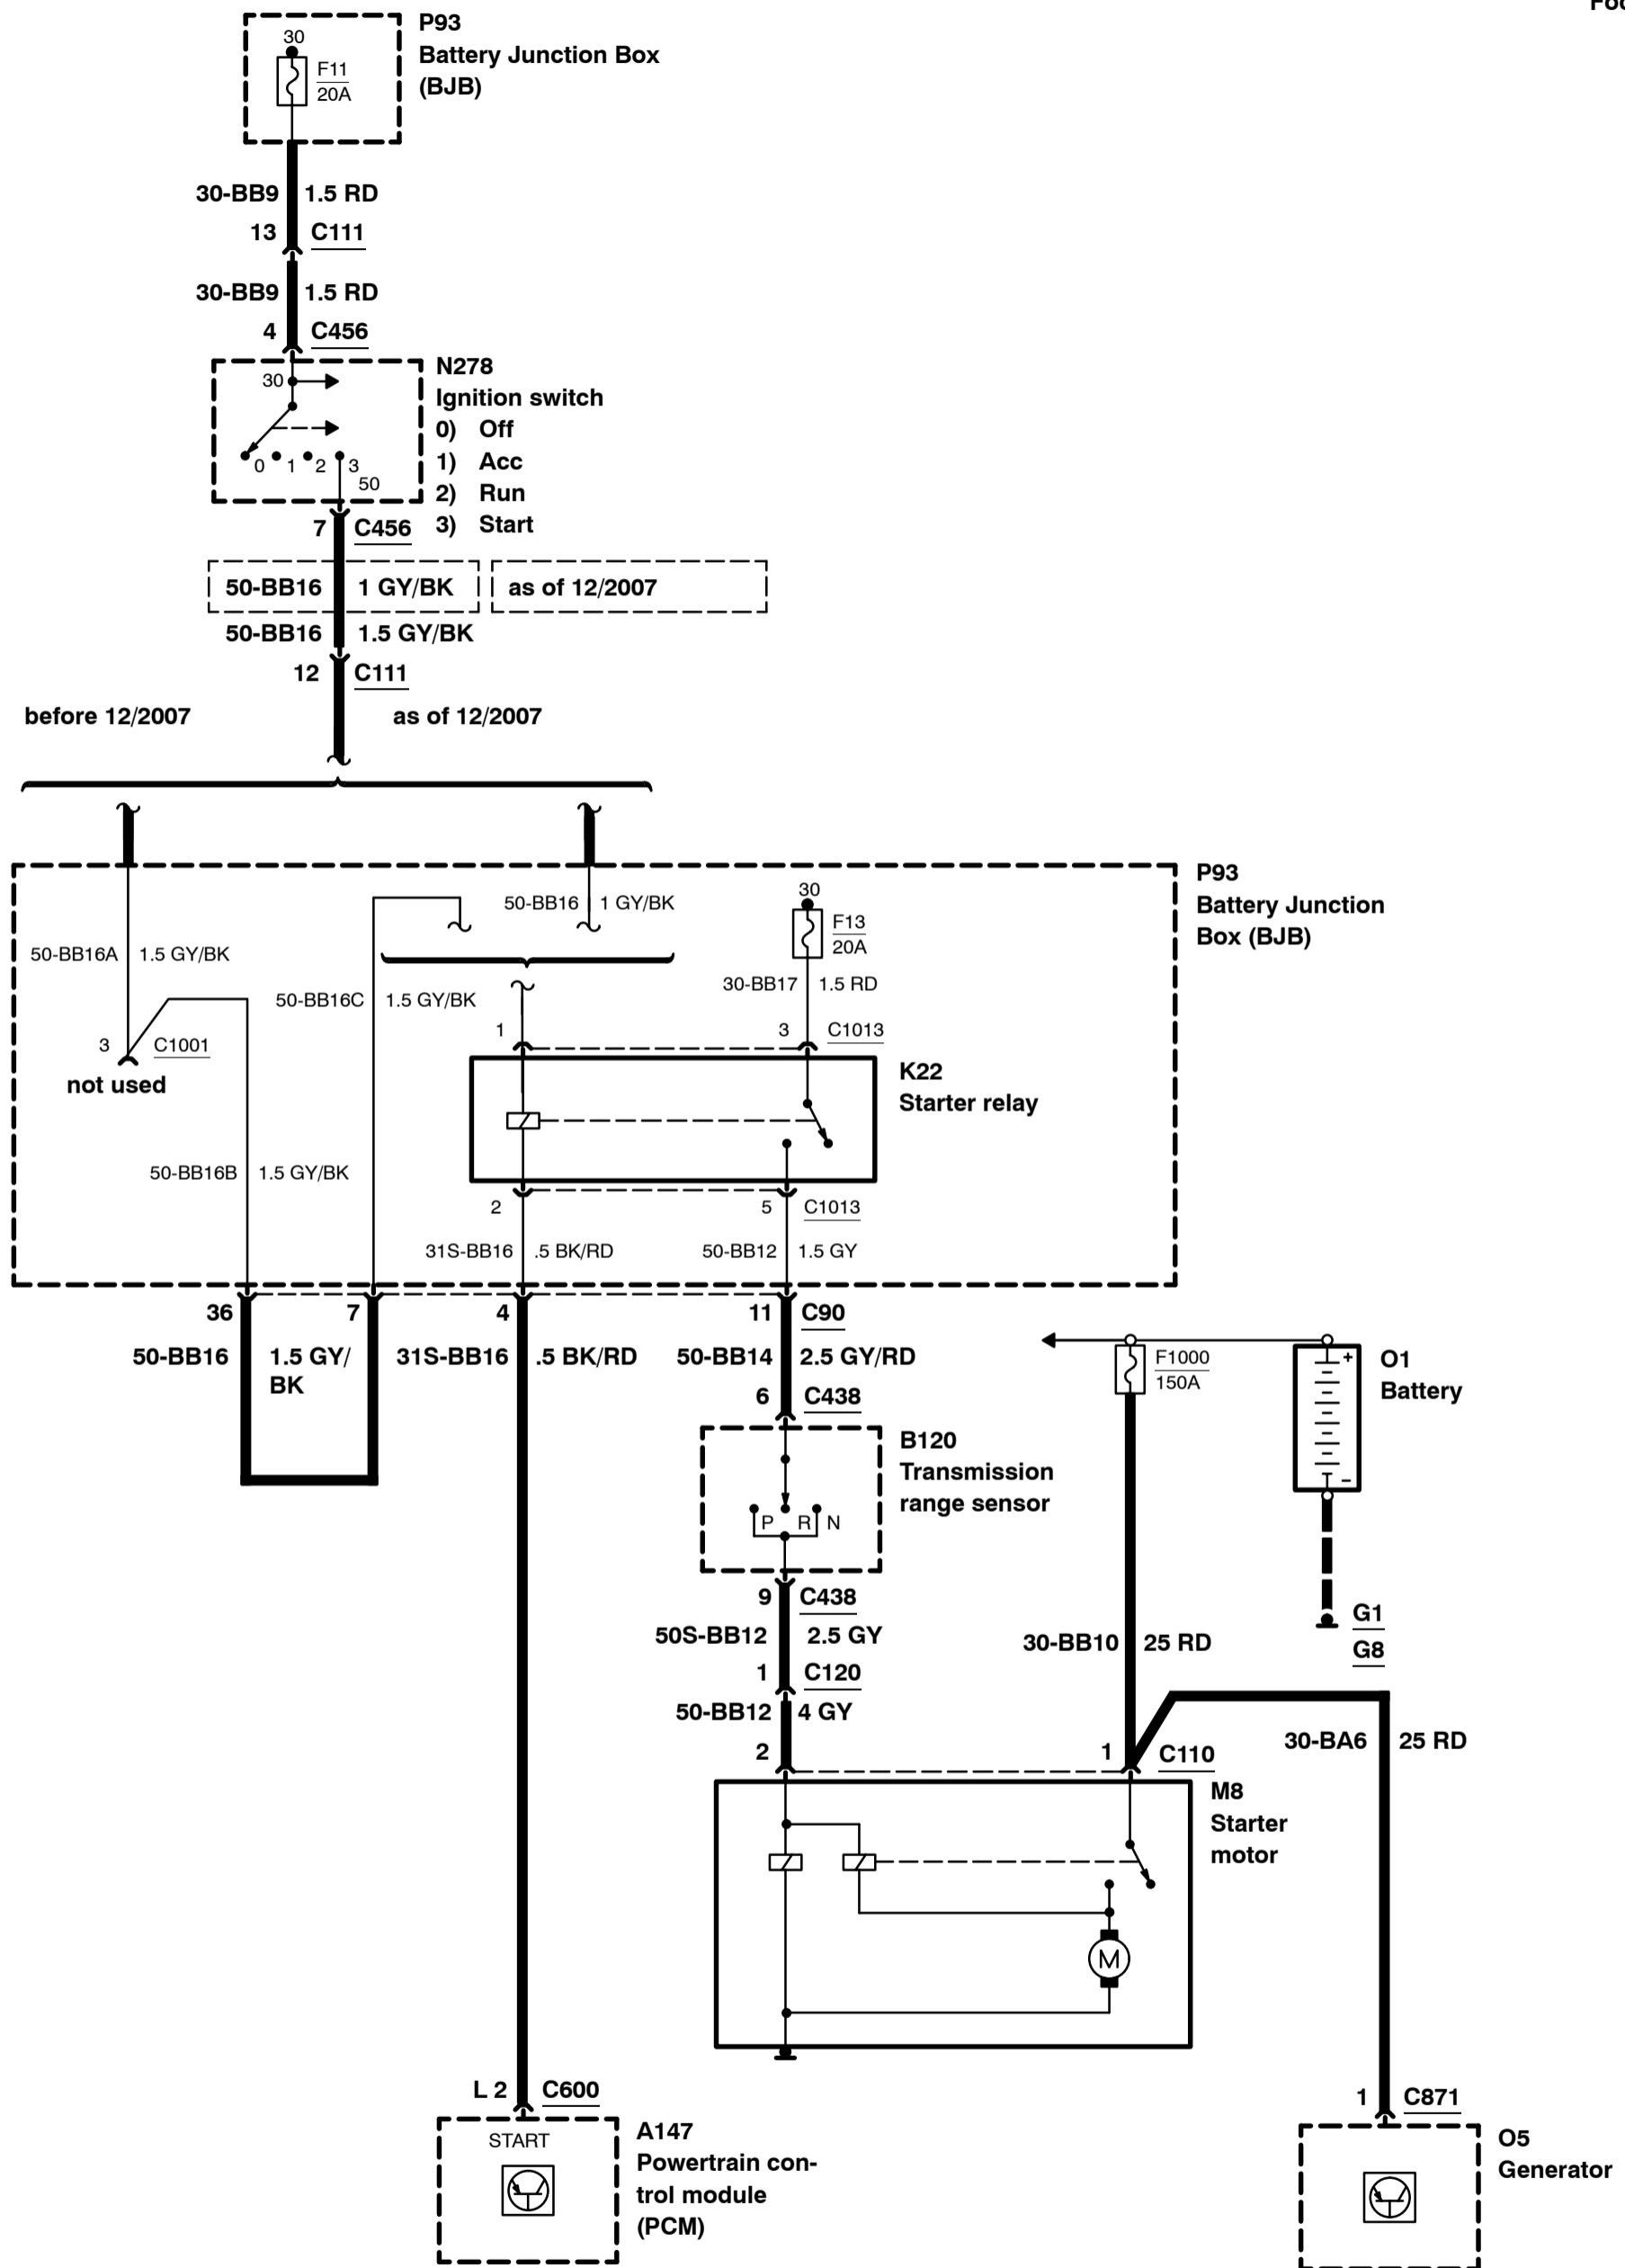 Foc
P93
Battery Junction Box
(BJB)
30
F11
20A
30-BB9 1.5 RD
13 C111
30-BB9 1.5 RD
4 C456
N278
Ignition switch
0) Off
1) Acc
2) Run
3) Start
30
0 1 2 3
50
7 C456
50-BB16 1 GY/BK as of 12/2007
50-BB16 1.5 GY/BK
12 C111
before 12/2007 as of 12/2007
P93
Battery Junction
Box (BJB)
50-BB16 1 GY/BK
30
F13
20A
50-BB16A 1.5 GY/BK
30-BB17 1.5 RD
50-BB16C 1.5 GY/BK
1 3 C1013
3 C1001
not used
K22
Starter relay
50-BB16B 1.5 GY/BK
2 5 C1013
31S-BB16 .5 BK/RD 50-BB12 1.5 GY
36 7 4 11 C90
50-BB16 1.5 GY/
BK
31S-BB16 .5 BK/RD 50-BB14 2.5 GY/RD
6 C438
F1000
150A
O1
Battery
+
-
B120
Transmission
range sensor
P R N
9 C438
50S-BB12 2.5 GY
1 C120
50-BB12 4 GY
30-BB10 25 RD
G1
G8
2 1 C110
30-BA6 25 RD
M8
Starter
motor
M
L 2 C600
1 C871
START
A147
Powertrain con-
trol module
(PCM)
O5
Generator